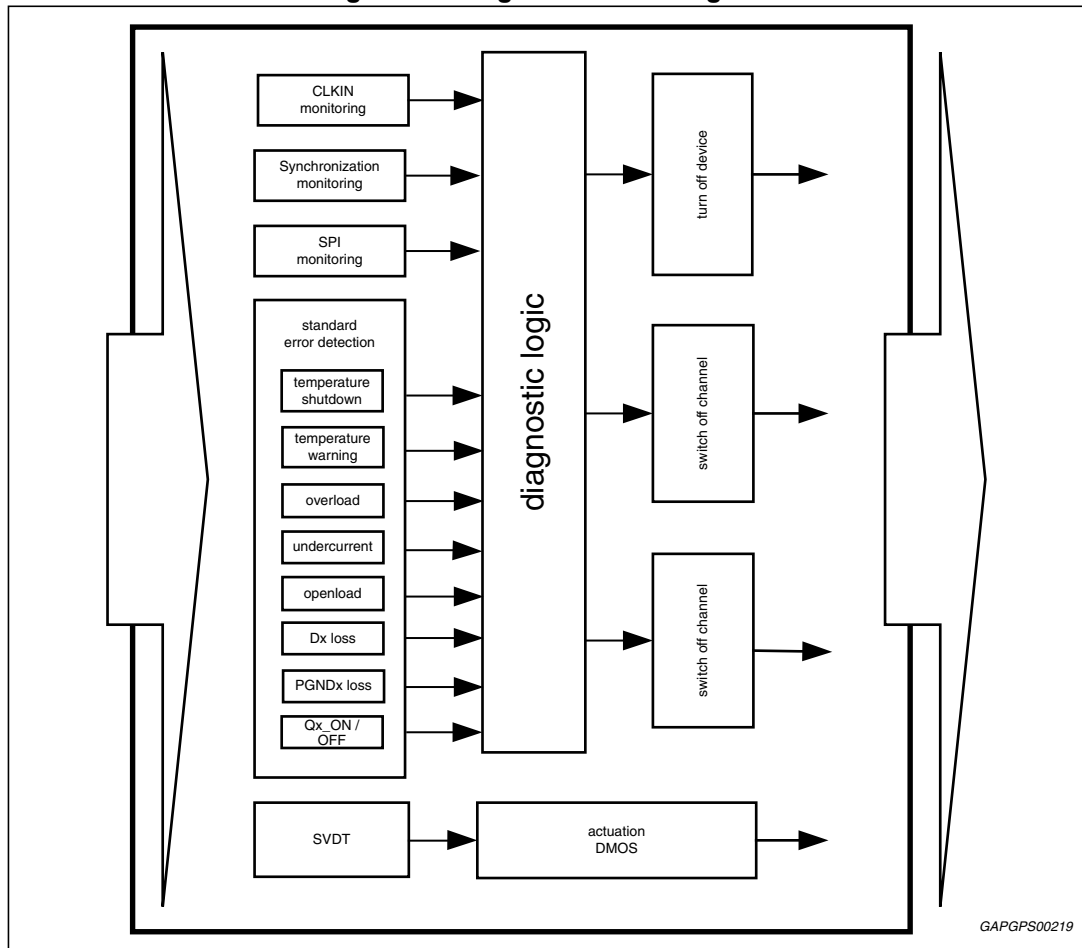 CLKIN
monitoring
Synchronization
monitoring
SPI
monitoring
standard
error detection
temperature
shutdown
temperature
warning
overload
undercurrent
openload
Dx loss
PGNDx loss
Qx_ON /
OFF
SVDT
diagnostic logic
actuation
DMOS
turn off device
switch off channel
switch off channel
GAPGPS00219